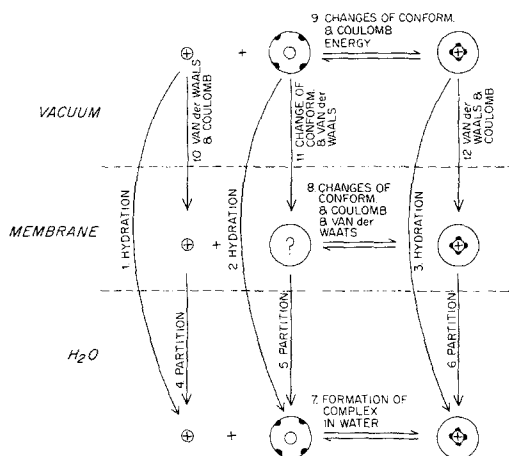 9 CHANGES OF CONFORM.
& COULOMB
ENERGY
+
VACUUM
10 VAN der WAALS
& COULOMB
11 CHANGE OF
CONFORM.
& VAN der
WAALS
12 VAN der
WAALS &
COULOMB
1. HYDRATION
2 HYDRATION
3. HYDRATION
8. CHANGES OF
CONFORM.
& COULOMB
& VAN der
WAATS
MEMBRANE
+
?
H₂O
4. PARTITION
5. PARTITION
6. PARTITION
7. FORMATION OF
COMPLEX
IN WATER
+